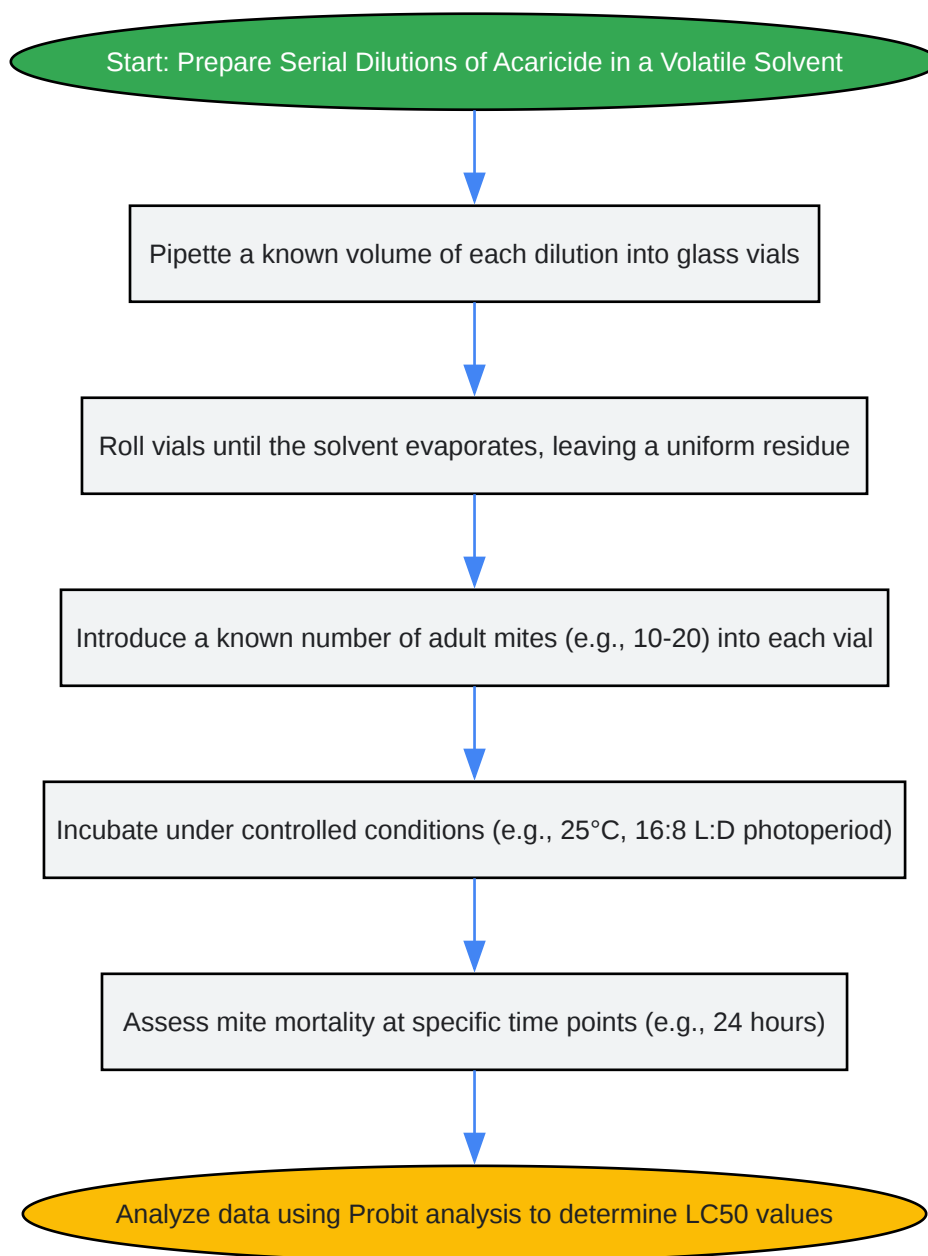 Start: Prepare Serial Dilutions of Acaricide in a Volatile Solvent
Pipette a known volume of each dilution into glass vials
Roll vials until the solvent evaporates, leaving a uniform residue
Introduce a known number of adult mites (e.g., 10-20) into each vial
Incubate under controlled conditions (e.g., 25°C, 16:8 L:D photoperiod)
Assess mite mortality at specific time points (e.g., 24 hours)
Analyze data using Probit analysis to determine LC50 values